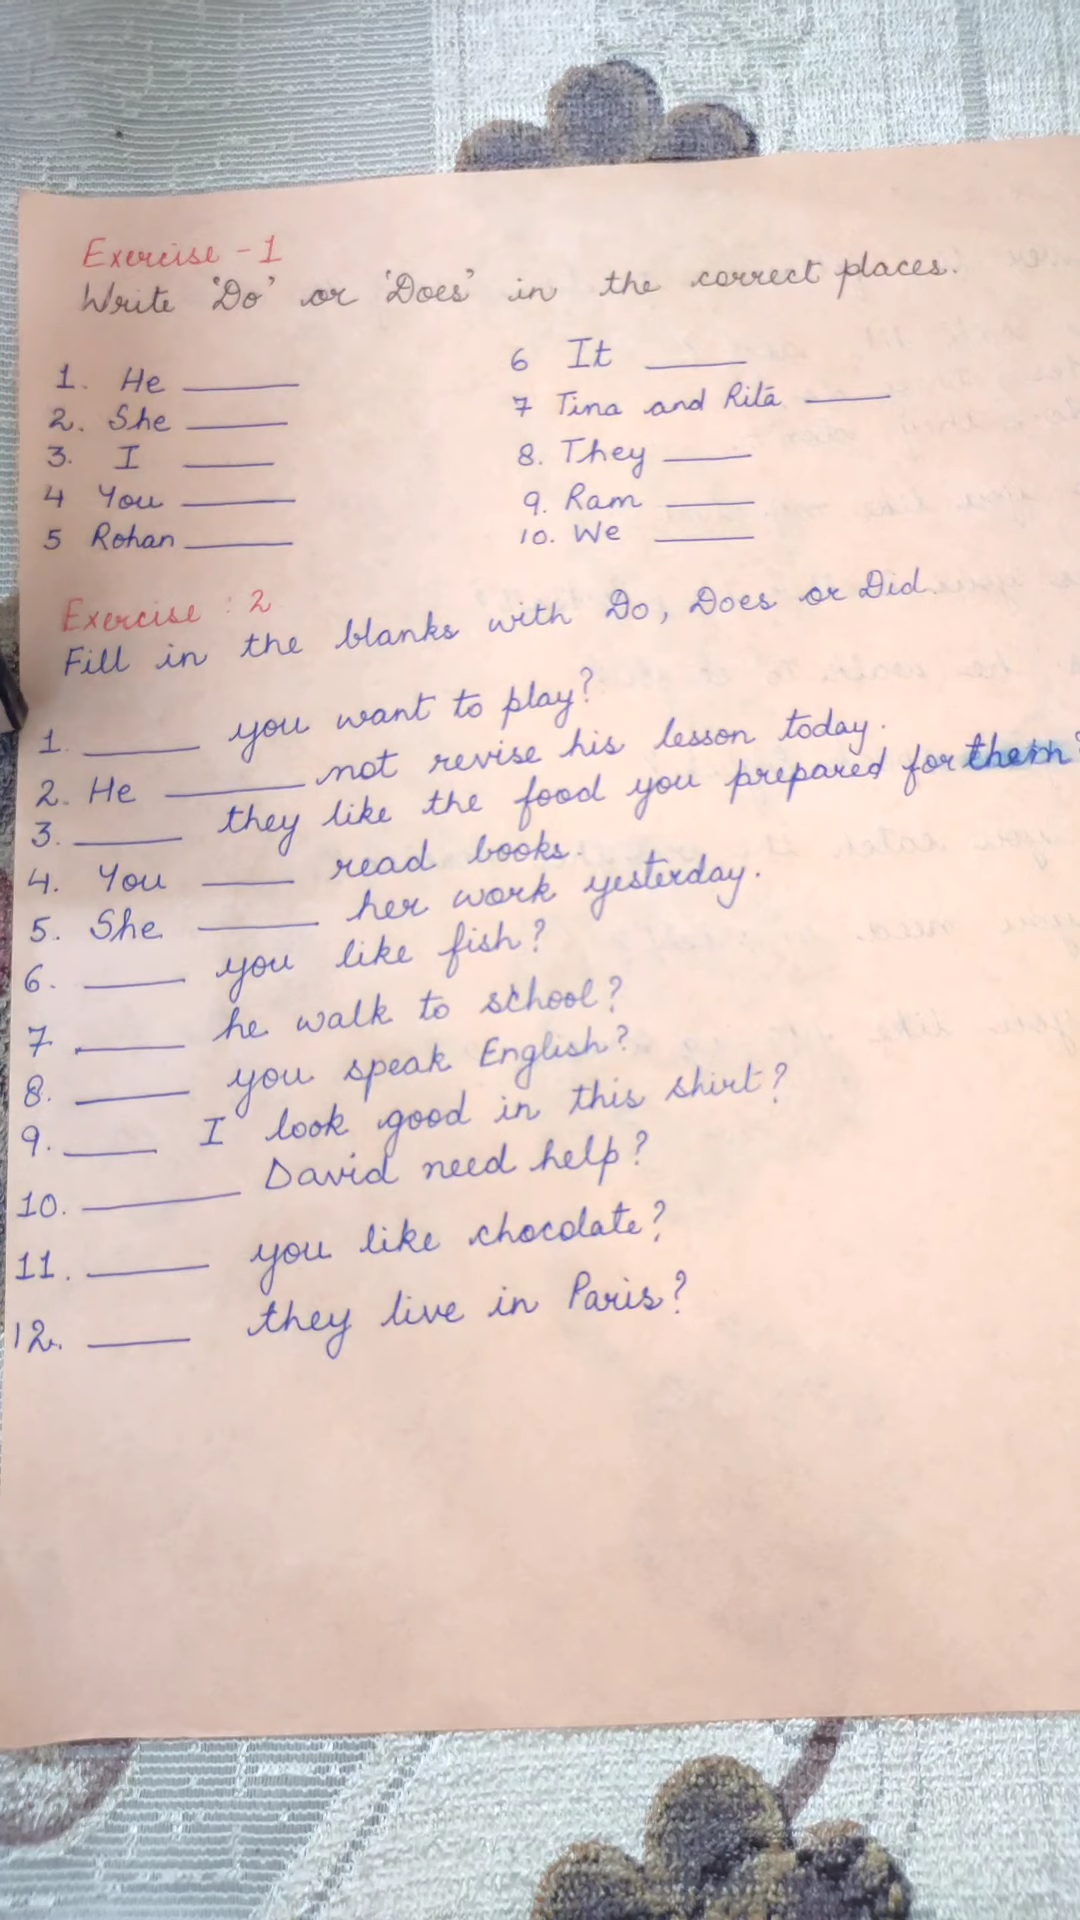 Exercise - 1
Write 'Do' or 'Does' in the correct places.
1. He ______
2. She ______
3. I ______
4 You ______
5 Rohan ______
6 It ______
7 Tina and Rita ______
8. They ______
9. Ram ______
10. We ______
Exercise : 2
Fill in the blanks with Do, Does or Did.
1. ______ you want to play?
2. He ______ not revise his lesson today.
3. ______ they like the food you prepared for them?
4. You ______ read books.
5. She ______ her work yesterday.
6. ______ you like fish?
7 ______ he walk to school?
8. ______ you speak English?
9. ______ I look good in this shirt?
10. ______ David need help?
11. ______ you like chocolate?
12. ______ they live in Paris?